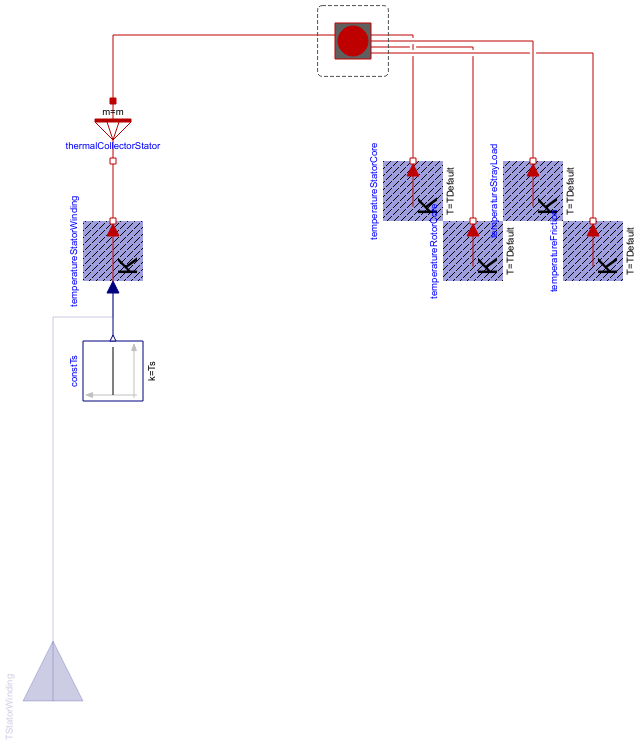 m=m
thermalCollectorStator
temperatureStatorWinding
K
constTs
k=Ts
TStatorWinding
temperatureStatorCore
K
T=TDefault
temperatureStrayLoad
K
T=TDefault
temperatureRotorCore
K
T=TDefault
temperatureFriction
K
T=TDefault